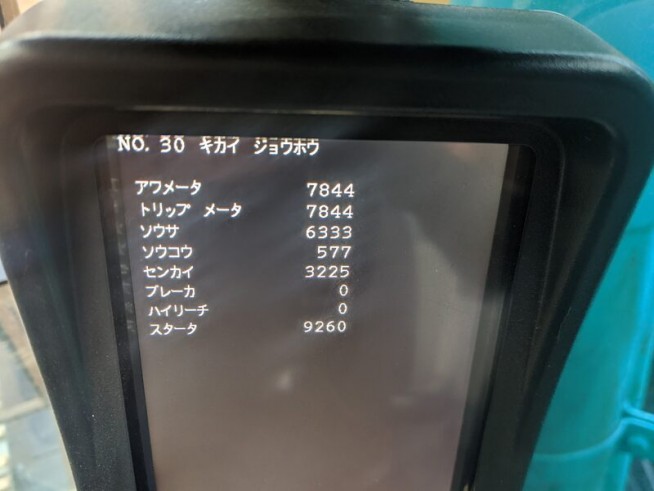 NO. 30 キカイ ジョウホウ
アワメータ 7844
トリップ メータ 7844
ソウサ 6333
ソウコウ 577
センカイ 3225
ブレーカ 0
ハイリーチ 0
スタータ 9260